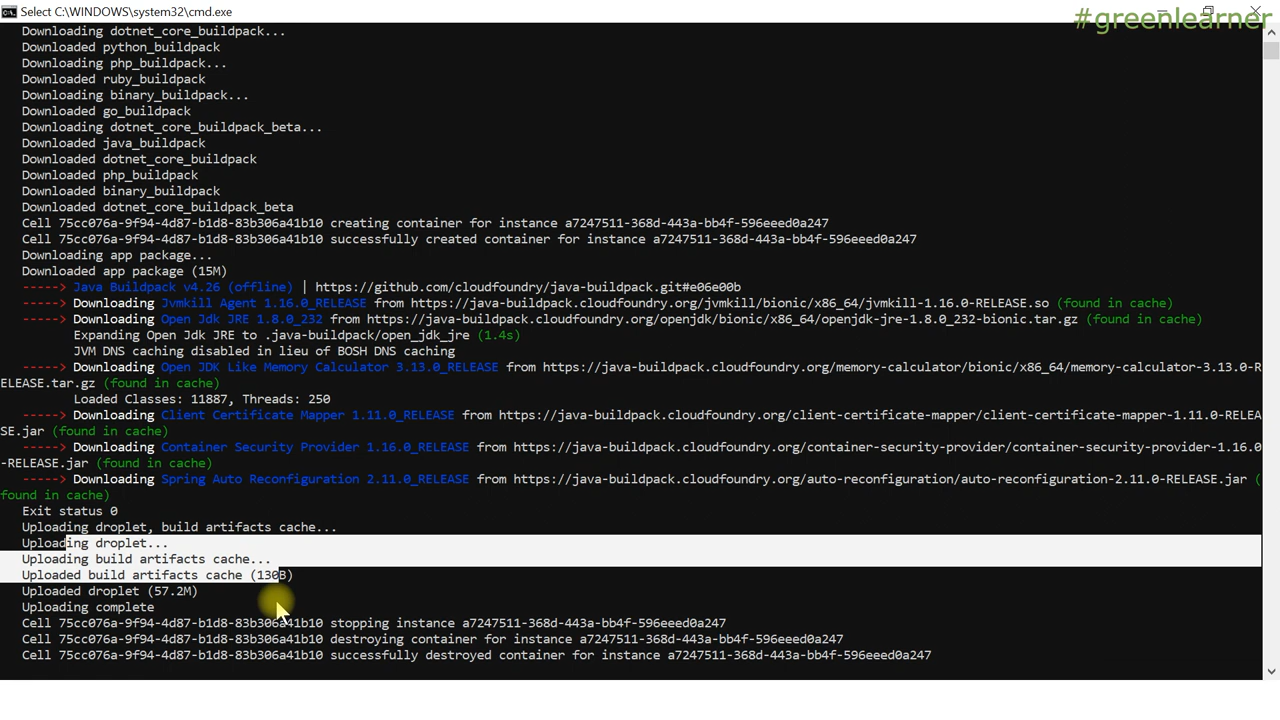 Select C:\WINDOWS\system32\cmd.exe
#greenlearner
Downloading dotnet_core_buildpack...
Downloaded python_buildpack
Downloading php_buildpack...
Downloaded ruby_buildpack
Downloading binary_buildpack...
Downloaded go_buildpack
Downloading dotnet_core_buildpack_beta...
Downloaded java_buildpack
Downloaded dotnet_core_buildpack
Downloaded php_buildpack
Downloaded binary_buildpack
Downloaded dotnet_core_buildpack_beta
Cell 75cc076a-9f94-4d87-b1d8-83b306a41b10 creating container for instance a7247511-368d-443a-bb4f-596eeed0a247
Cell 75cc076a-9f94-4d87-b1d8-83b306a41b10 successfully created container for instance a7247511-368d-443a-bb4f-596eeed0a247
Downloading app package...
Downloaded app package (15M)
-----> Java Buildpack v4.26 (offline) | https://github.com/cloudfoundry/java-buildpack.git#e06e00b
-----> Downloading Jvmkill Agent 1.16.0_RELEASE from https://java-buildpack.cloudfoundry.org/jvmkill/bionic/x86_64/jvmkill-1.16.0-RELEASE.so (found in cache)
-----> Downloading Open Jdk JRE 1.8.0_232 from https://java-buildpack.cloudfoundry.org/openjdk/bionic/x86_64/openjdk-jre-1.8.0_232-bionic.tar.gz (found in cache)
Expanding Open Jdk JRE to .java-buildpack/open_jdk_jre (1.4s)
JVM DNS caching disabled in lieu of BOSH DNS caching
-----> Downloading Open JDK Like Memory Calculator 3.13.0_RELEASE from https://java-buildpack.cloudfoundry.org/memory-calculator/bionic/x86_64/memory-calculator-3.13.0-R
ELEASE.tar.gz (found in cache)
Loaded Classes: 11887, Threads: 250
-----> Downloading Client Certificate Mapper 1.11.0_RELEASE from https://java-buildpack.cloudfoundry.org/client-certificate-mapper/client-certificate-mapper-1.11.0-RELEA
SE.jar (found in cache)
-----> Downloading Container Security Provider 1.16.0_RELEASE from https://java-buildpack.cloudfoundry.org/container-security-provider/container-security-provider-1.16.0
-RELEASE.jar (found in cache)
-----> Downloading Spring Auto Reconfiguration 2.11.0_RELEASE from https://java-buildpack.cloudfoundry.org/auto-reconfiguration/auto-reconfiguration-2.11.0-RELEASE.jar (
found in cache)
Exit status 0
Uploading droplet, build artifacts cache...
Uploading droplet...
Uploading build artifacts cache...
Uploaded build artifacts cache (130B)
Uploaded droplet (57.2M)
Uploading complete
Cell 75cc076a-9f94-4d87-b1d8-83b306a41b10 stopping instance a7247511-368d-443a-bb4f-596eeed0a247
Cell 75cc076a-9f94-4d87-b1d8-83b306a41b10 destroying container for instance a7247511-368d-443a-bb4f-596eeed0a247
Cell 75cc076a-9f94-4d87-b1d8-83b306a41b10 successfully destroyed container for instance a7247511-368d-443a-bb4f-596eeed0a247